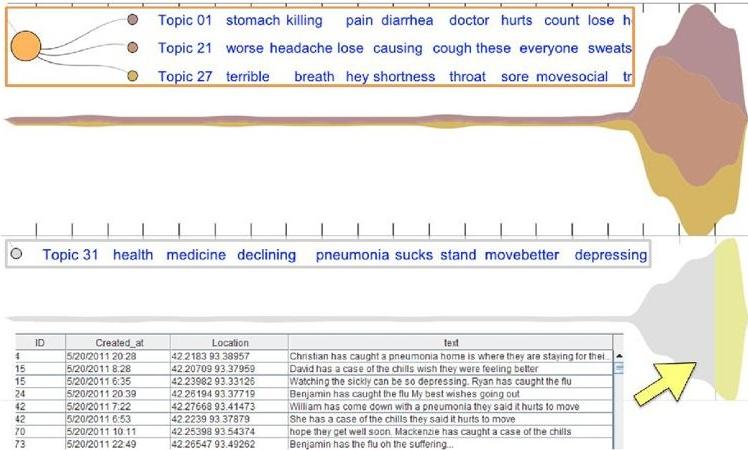 Topic 01 stomach killing pain diarrhea doctor hurts count lose
Topic 21 worse headache lose causing cough these everyone sweats
Topic 27 terrible breath hey shortness throat sore movesocial
Topic 31 health medicine declining pneumonia sucks stand movebetter depressing
ID Created_at Location text
4 5/20/2011 20:28 42.2183 93.38957 Christian has caught a pneumonia home is where they are staying for thei..
15 5/20/2011 8:28 42.20709 93.37959 David has a case of the chills wish they were feeling better
15 5/20/2011 6:35 42.23982 93.33126 Watching the sickly can be so depressing. Ryan has caught the flu
24 5/20/2011 20:39 42.26194 93.37719 Benjamin has caught the flu My best wishes going out
42 5/20/2011 7:22 42.27668 93.41473 William has come down with a pneumonia they said it hurts to move
42 5/20/2011 6:53 42.2239 93.37879 She has a case of the chills they said it hurts to move
70 5/20/2011 10:11 42.25398 93.54374 hope they get well soon. Mackenzie has caught a case of the chills
73 5/20/2011 22:49 42.26547 93.49262 Benjamin has the flu oh the suffering...